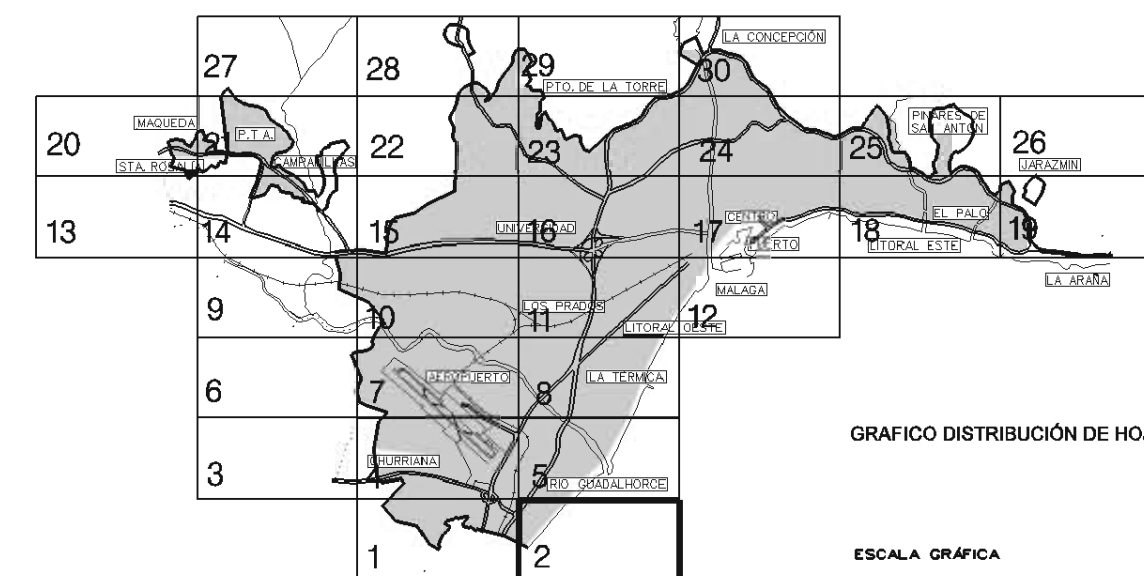 LA CONCEPCIÓN
27
28
29
30
PTO. DE LA TORRE
MAQUEDA
P.T.A.
PINARES DE
SAN ANTÓN
20
21
22
23
24
25
26
STA. ROSALIA
CAMPANILLAS
JARAZMIN
13
14
15
16
17
18
19
UNIVERSIDAD
CENTRO
EL PALO
PUERTO
LITORAL ESTE
LA ARAÑA
MALAGA
9
10
11
12
LOS PRADOS
LITORAL OESTE
6
7
8
AEROPUERTO
LA TÉRMICA
GRAFICO DISTRIBUCIÓN DE HO
3
5
CHURRIANA
RIO GUADALHORCE
1
2
ESCALA GRÁFICA